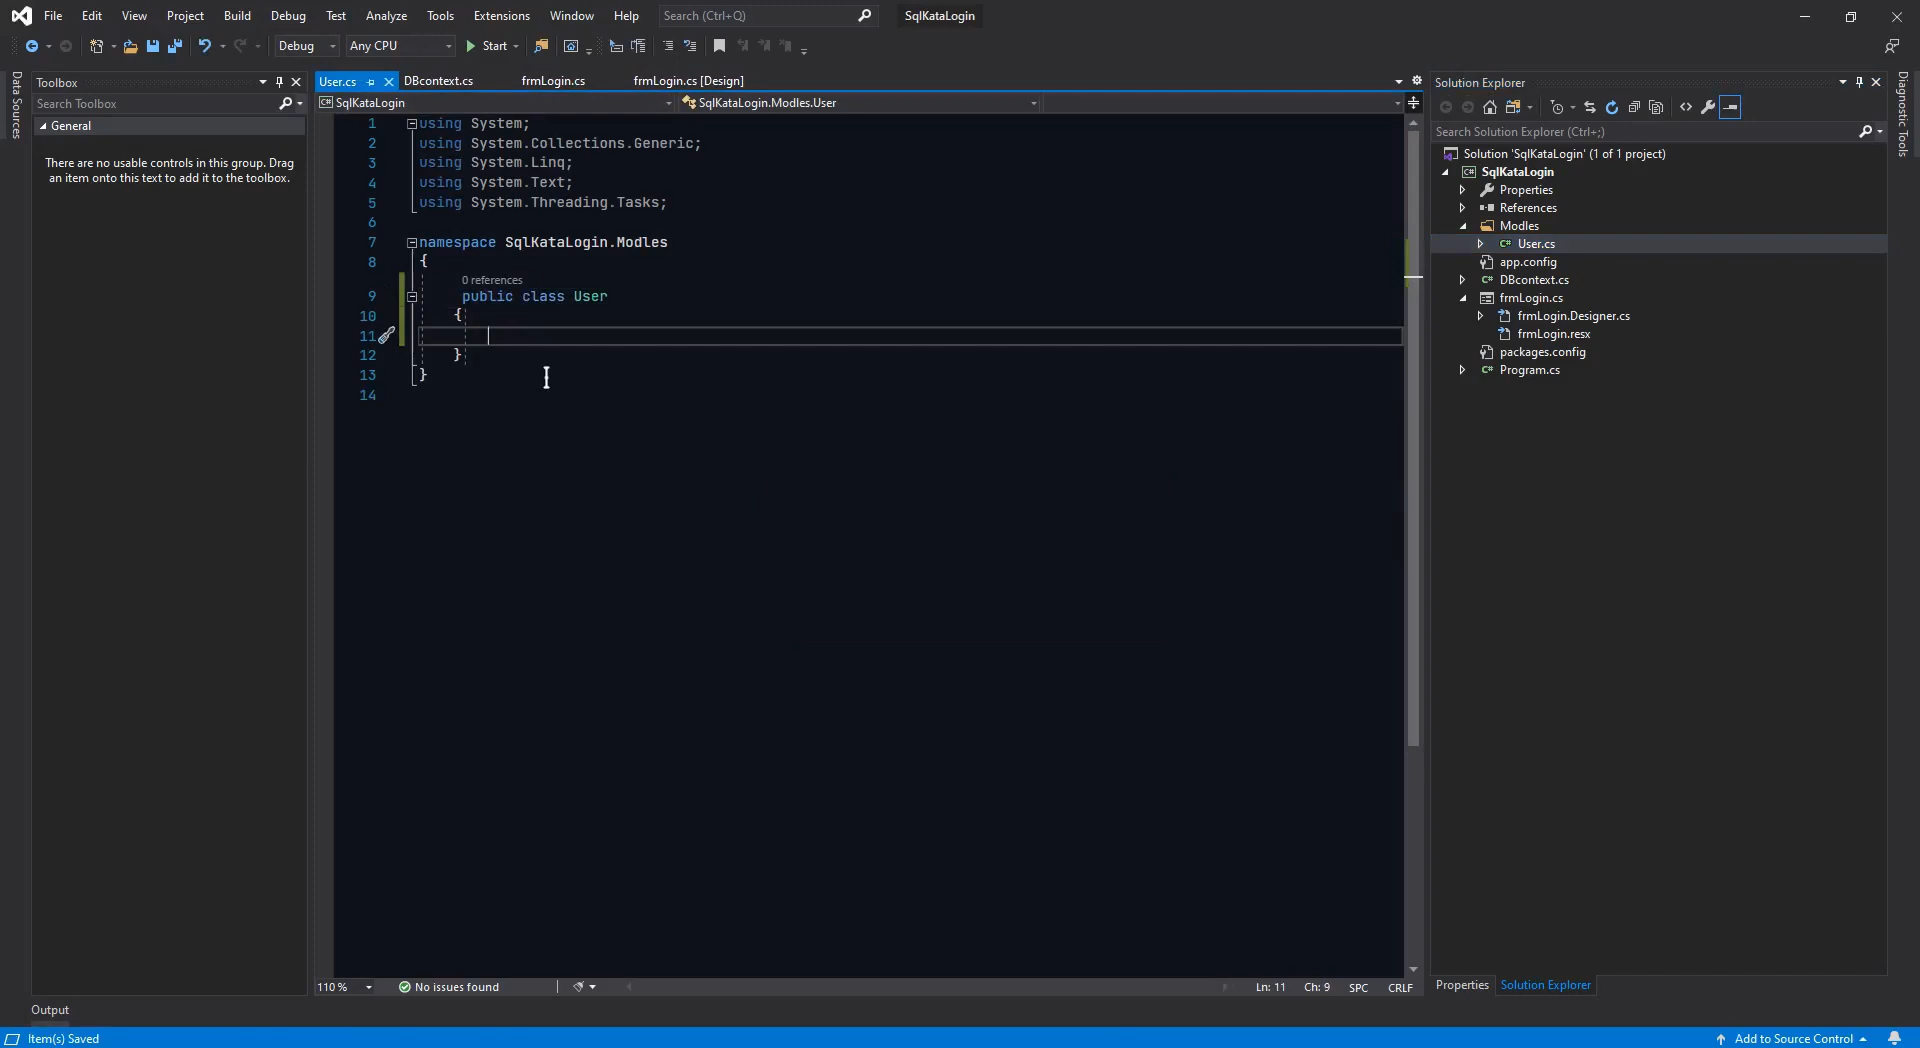 File Edit View Project Build Debug Test Analyze Tools Extensions Window Help Search (Ctrl+Q) SqlKataLogin
Debug Any CPU Start
Data Sources
Toolbox
Search Toolbox
General
There are no usable controls in this group. Drag
an item onto this text to add it to the toolbox.
User.cs DBcontext.cs frmLogin.cs frmLogin.cs [Design]
SqlKataLogin SqlKataLogin.Modles.User
1 using System;
2 using System.Collections.Generic;
3 using System.Linq;
4 using System.Text;
5 using System.Threading.Tasks;
6
7 namespace SqlKataLogin.Modles
8 {
0 references
9 public class User
10 {
11
12 }
13 }
14
110 % No issues found Ln: 11 Ch: 9 SPC CRLF
Solution Explorer
Search Solution Explorer (Ctrl+;)
Solution 'SqlKataLogin' (1 of 1 project)
C# SqlKataLogin
Properties
References
Modles
C# User.cs
app.config
C# DBcontext.cs
frmLogin.cs
frmLogin.Designer.cs
frmLogin.resx
packages.config
C# Program.cs
Properties Solution Explorer
Diagnostic Tools
Output
Item(s) Saved Add to Source Control